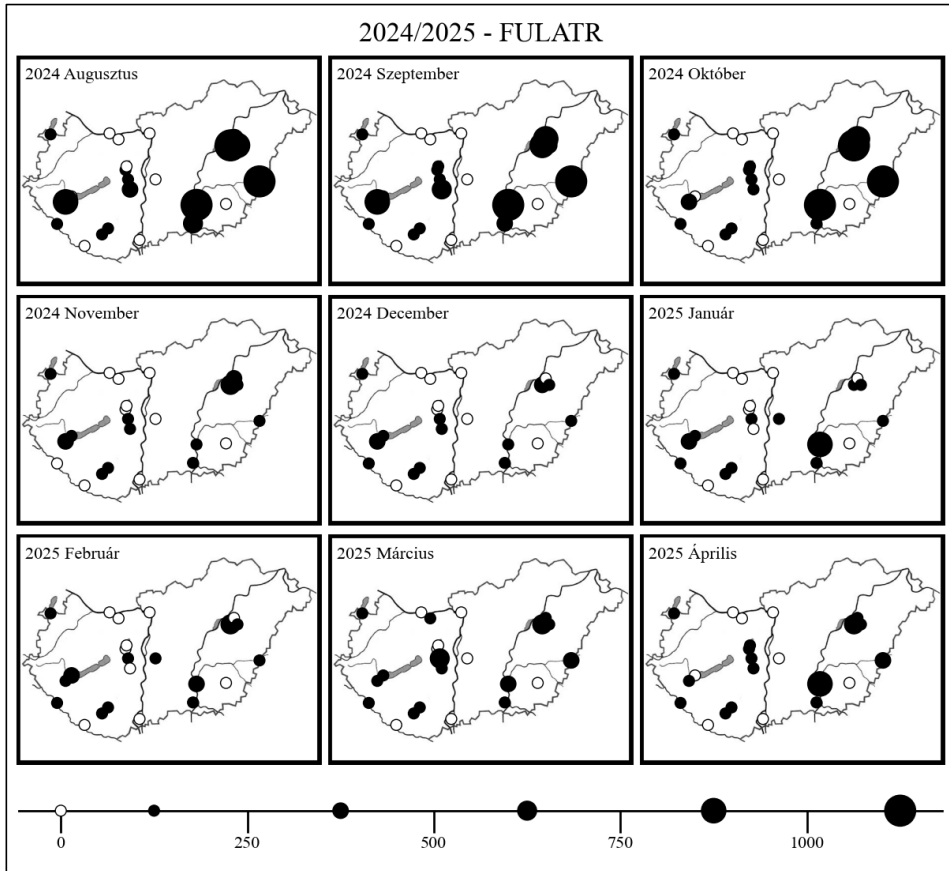 2024/2025 - FULATR
2024 Augusztus
2024 Szeptember
2024 Október
2024 November
2024 December
2025 Január
2025 Február
2025 Március
2025 Április
0 250 500 750 1000